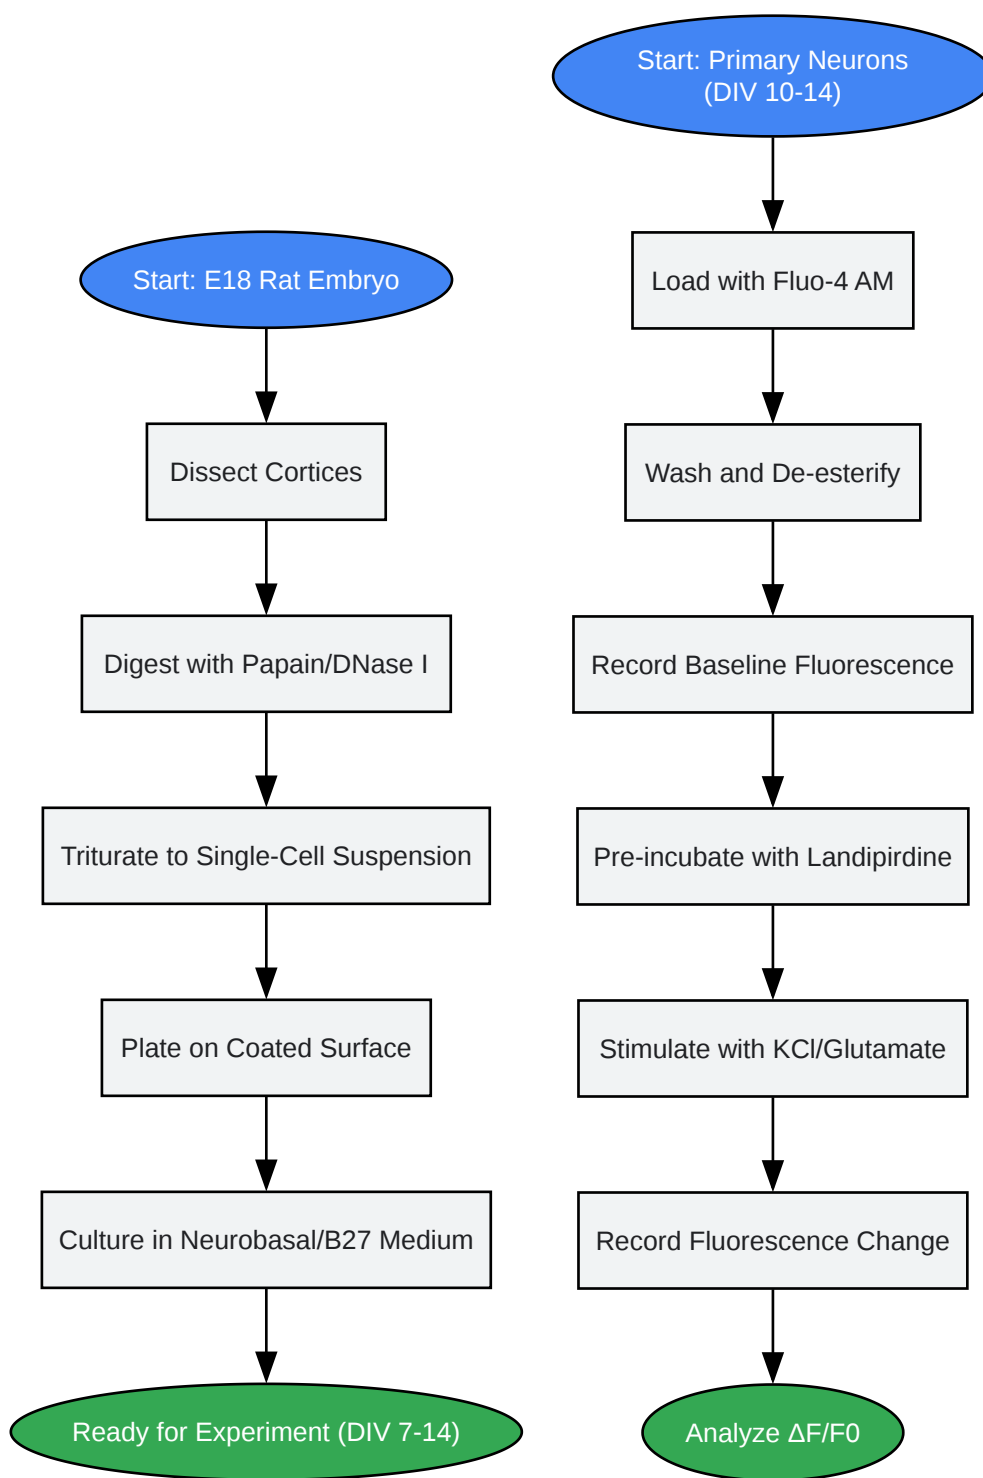 Start: E18 Rat Embryo
Dissect Cortices
Digest with Papain/DNase I
Triturate to Single-Cell Suspension
Plate on Coated Surface
Culture in Neurobasal/B27 Medium
Ready for Experiment (DIV 7-14)
Start: Primary Neurons
(DIV 10-14)
Load with Fluo-4 AM
Wash and De-esterify
Record Baseline Fluorescence
Pre-incubate with Landipirdine
Stimulate with KCl/Glutamate
Record Fluorescence Change
Analyze ΔF/F0